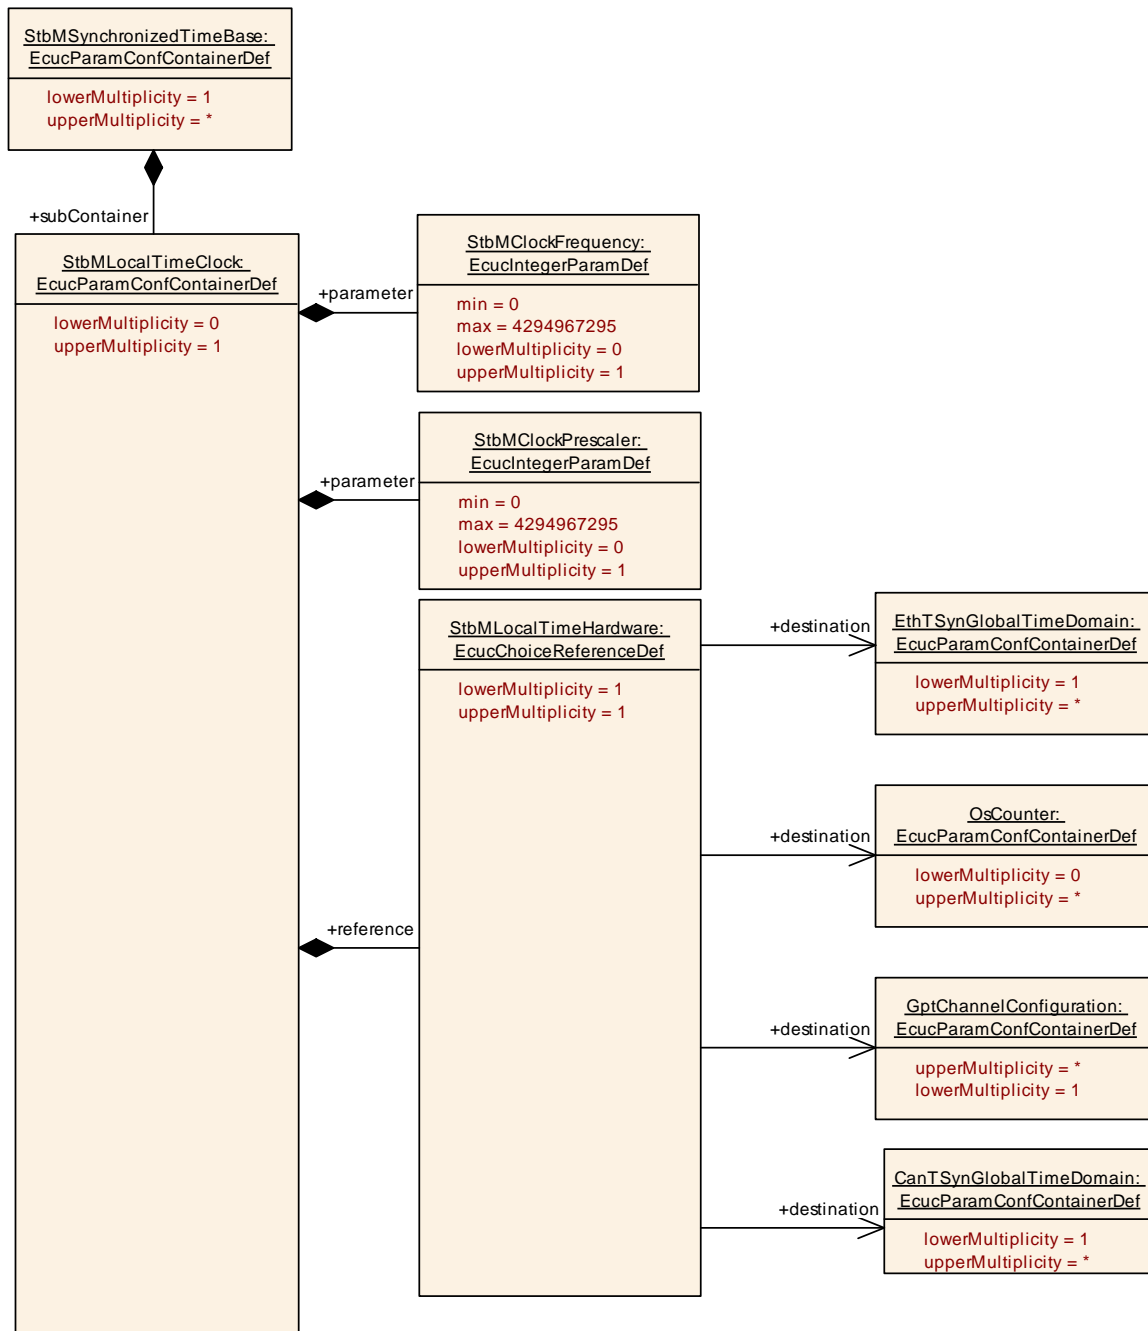 StbMSynchronizedTimeBase:
EcucParamConfContainerDef
lowerMultiplicity = 1
upperMultiplicity = *
+subContainer
StbMLocalTimeClock:
EcucParamConfContainerDef
lowerMultiplicity = 0
upperMultiplicity = 1
+parameter
StbMClockFrequency:
EcucIntegerParamDef
min = 0
max = 4294967295
lowerMultiplicity = 0
upperMultiplicity = 1
+parameter
StbMClockPrescaler:
EcucIntegerParamDef
min = 0
max = 4294967295
lowerMultiplicity = 0
upperMultiplicity = 1
+reference
StbMLocalTimeHardware:
EcucChoiceReferenceDef
lowerMultiplicity = 1
upperMultiplicity = 1
+destination
EthTSynGlobalTimeDomain:
EcucParamConfContainerDef
lowerMultiplicity = 1
upperMultiplicity = *
+destination
OsCounter:
EcucParamConfContainerDef
lowerMultiplicity = 0
upperMultiplicity = *
+destination
GptChannelConfiguration:
EcucParamConfContainerDef
upperMultiplicity = *
lowerMultiplicity = 1
+destination
CanTSynGlobalTimeDomain:
EcucParamConfContainerDef
lowerMultiplicity = 1
upperMultiplicity = *